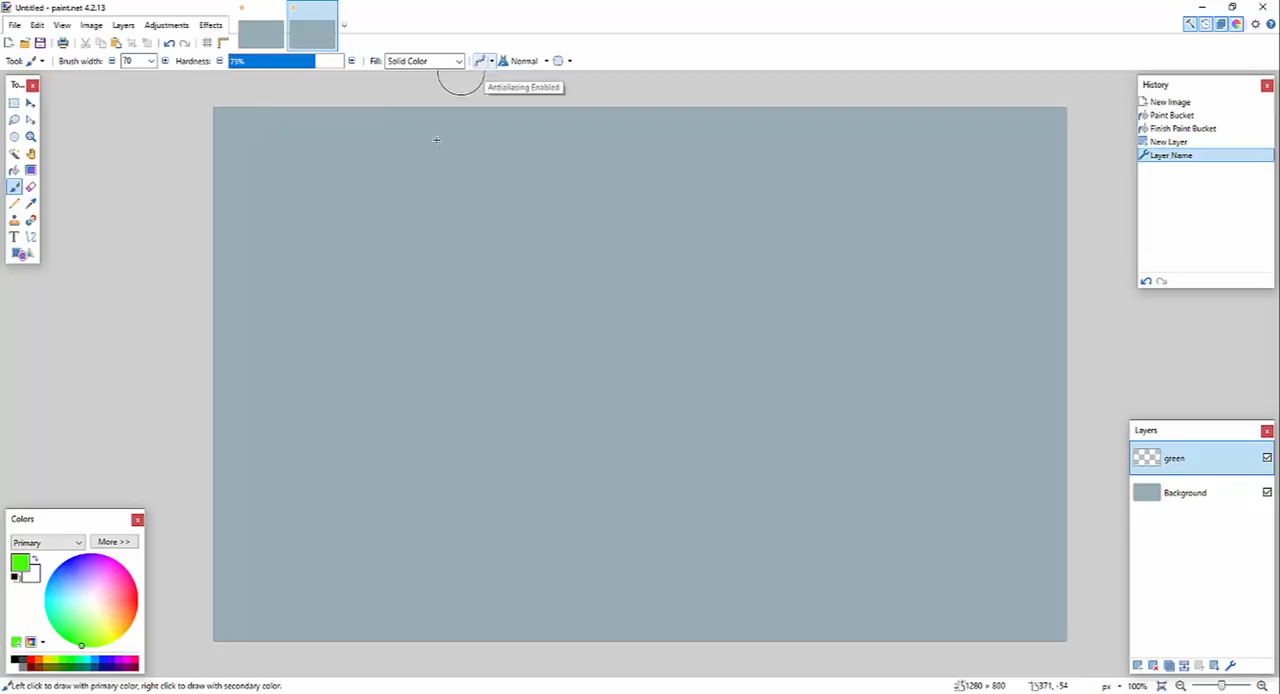 Untitled - paint.net 4.2.13
File Edit View Image Layers Adjustments Effects
Tool: Brush width: 70 Hardness: 75% Fill: Solid Color Normal
Antialiasing Enabled
To...
History
New Image
Paint Bucket
Finish Paint Bucket
New Layer
Layer Name
Layers
green
Background
Colors
Primary More >>
Left click to draw with primary color, right click to draw with secondary color.
1280 × 800 371, -54 px 100%